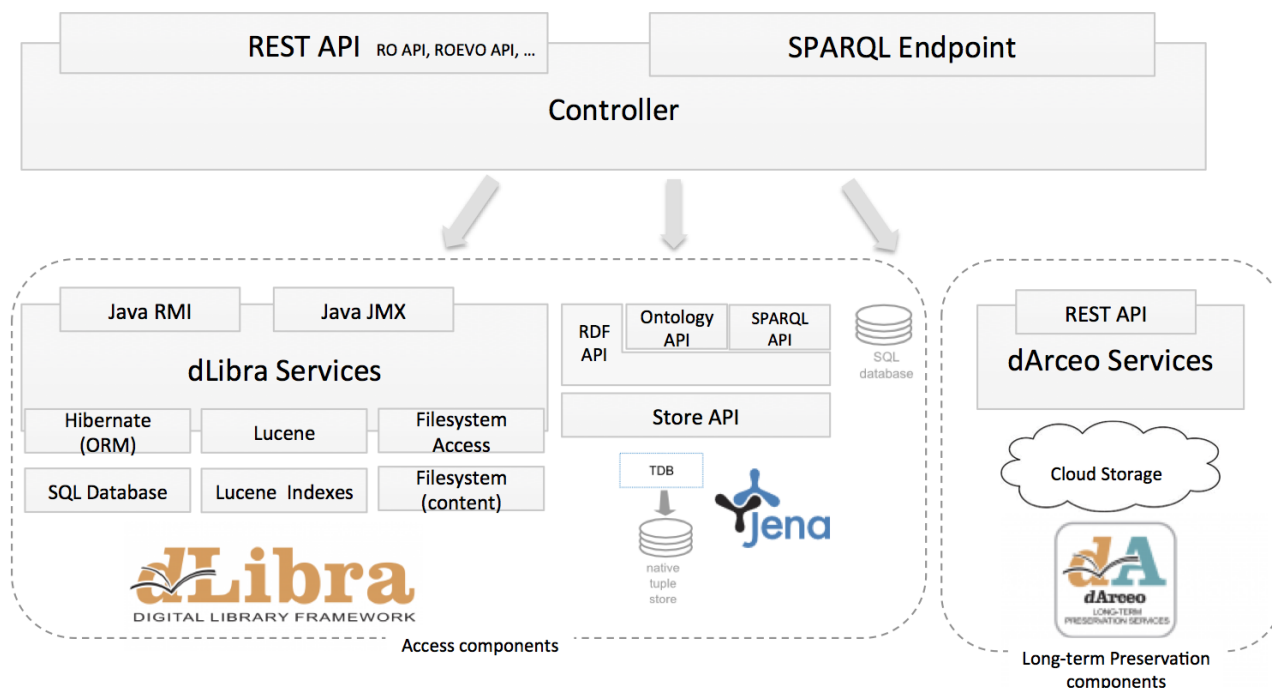 REST API RO API, ROEVO API, ...
SPARQL Endpoint
Controller
Java RMI
Java JMX
dLibra Services
Hibernate
(ORM)
Lucene
Filesystem
Access
SQL Database
Lucene Indexes
Filesystem
(content)
dLibra
DIGITAL LIBRARY FRAMEWORK
RDF
API
Ontology
API
SPARQL
API
Store API
TDB
native
tuple
store
Jena
SQL
database
Access components
REST API
dArceo Services
Cloud Storage
dA
dArceo
LONG-TERM
PRESERVATION SERVICES
Long-term Preservation
components